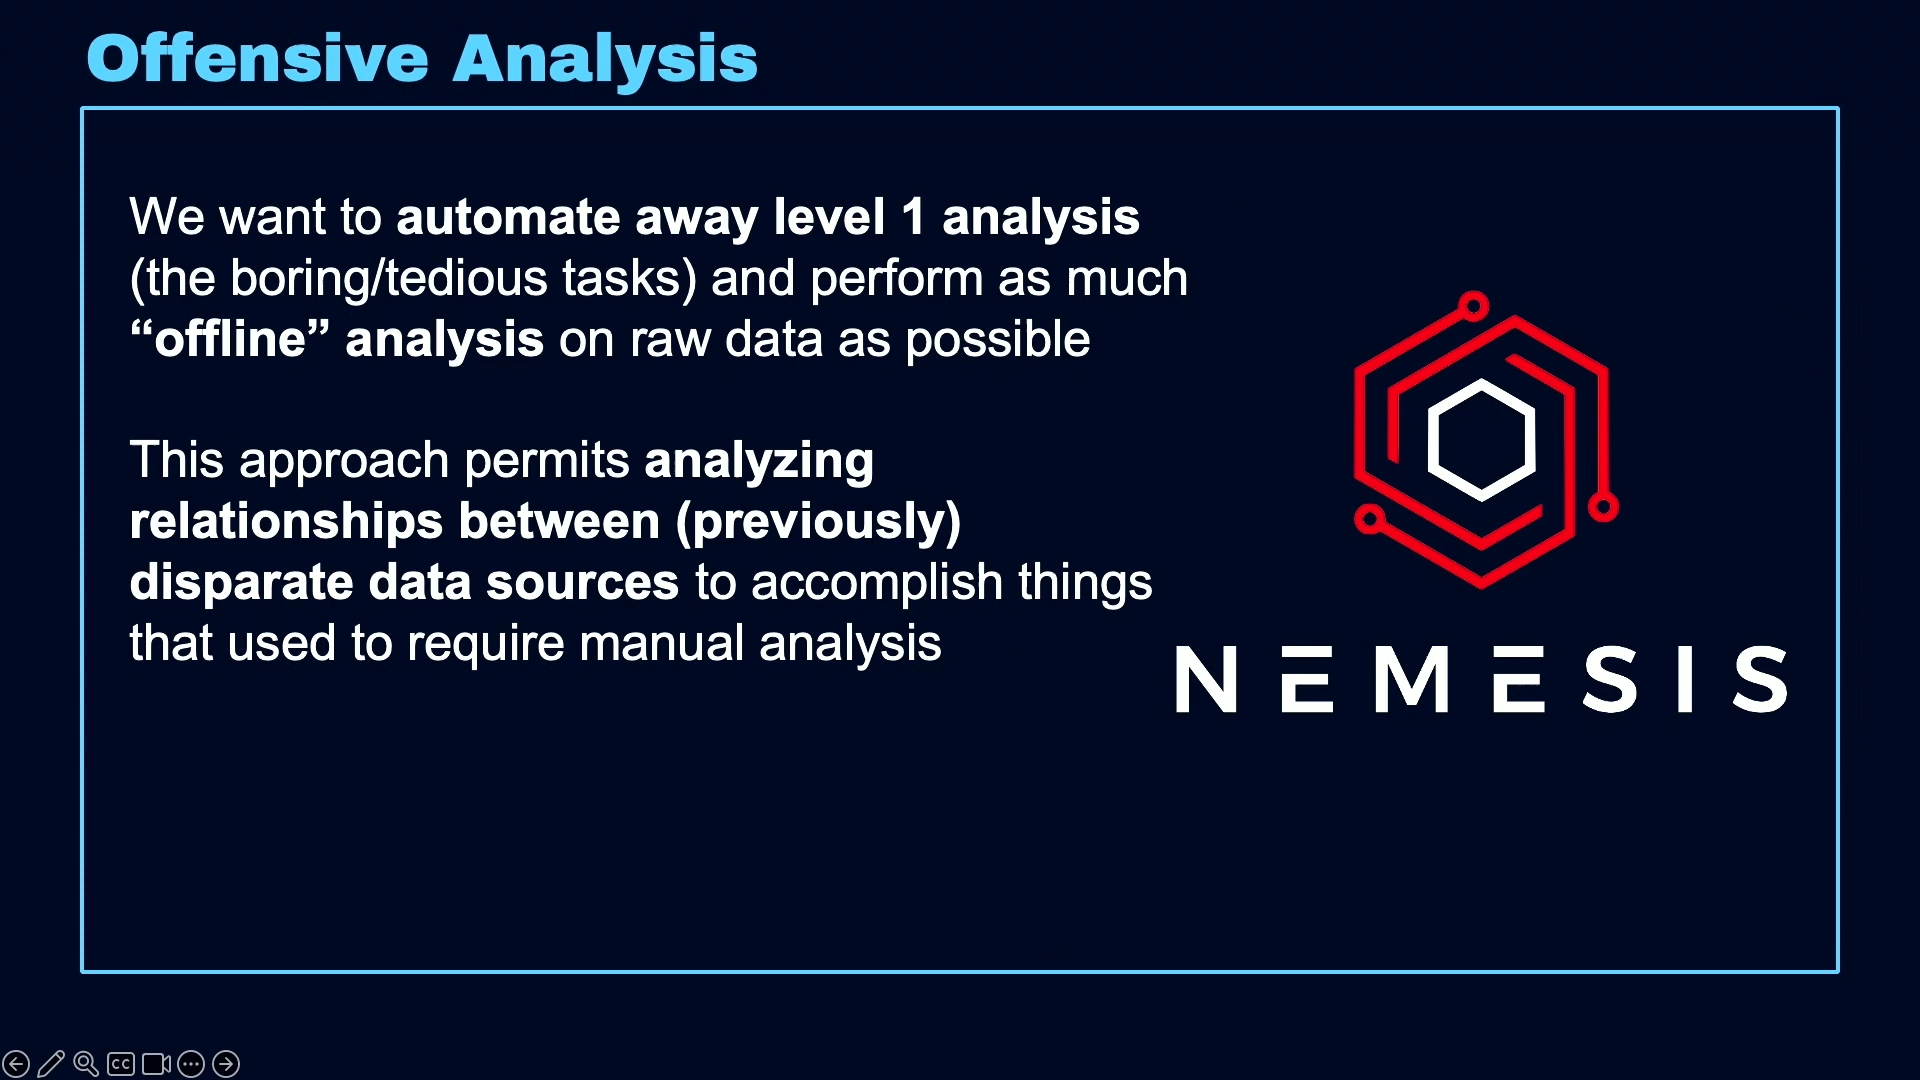 Offensive Analysis
We want to automate away level 1 analysis
(the boring/tedious tasks) and perform as much
“offline” analysis on raw data as possible
This approach permits analyzing
relationships between (previously)
disparate data sources to accomplish things
that used to require manual analysis
NEMESIS
CC